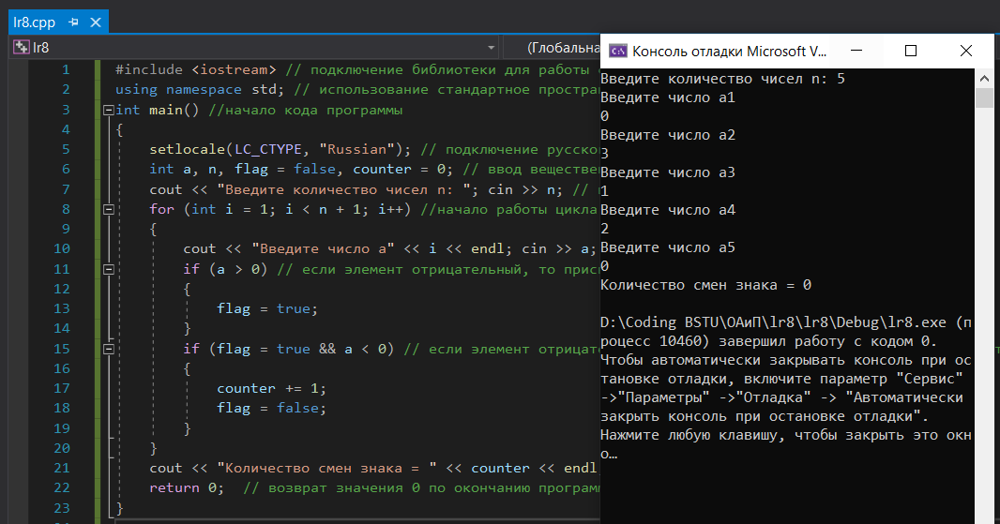 lr8.cpp
lr8
(Глобальна
1 #include <iostream> // подключение библиотеки для работы
2 using namespace std; // использование стандартное простра
3 int main() //начало кода программы
4 {
5 setlocale(LC_CTYPE, "Russian"); // подключение русско
6 int a, n, flag = false, counter = 0; // ввод веществен
7 cout << "Введите количество чисел n: "; cin >> n; //
8 for (int i = 1; i < n + 1; i++) //начало работы цикла
9 {
10 cout << "Введите число a" << i << endl; cin >> a;
11 if (a > 0) // если элемент отрицательный, то прис
12 {
13 flag = true;
14 }
15 if (flag = true && a < 0) // если элемент отрицат
16 {
17 counter += 1;
18 flag = false;
19 }
20 }
21 cout << "Количество смен знака = " << counter << endl
22 return 0; // возврат значения 0 по окончанию програм
23 }
Консоль отладки Microsoft V...
Введите количество чисел n: 5
Введите число a1
0
Введите число a2
3
Введите число a3
1
Введите число a4
2
Введите число a5
0
Количество смен знака = 0
D:\Coding BSTU\ОАиП\lr8\lr8\Debug\lr8.exe (п
роцесс 10460) завершил работу с кодом 0.
Чтобы автоматически закрывать консоль при ос
тановке отладки, включите параметр "Сервис"
->"Параметры" ->"Отладка" -> "Автоматически
закрыть консоль при остановке отладки".
Нажмите любую клавишу, чтобы закрыть это окн
о…